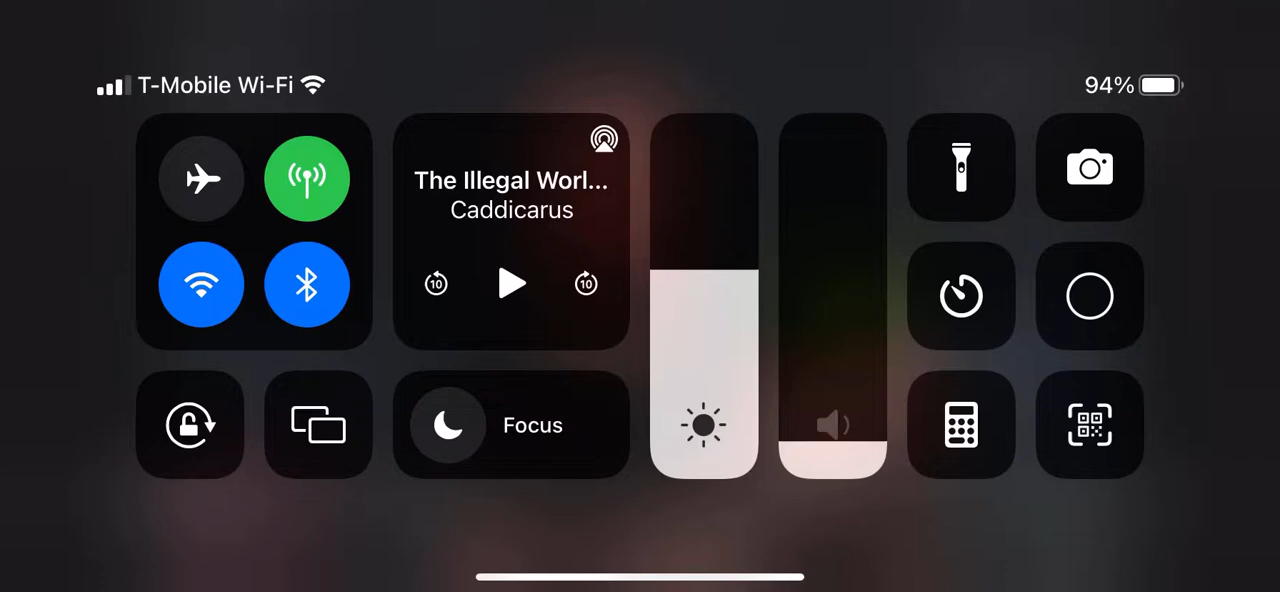 T-Mobile Wi-Fi
94%
The Illegal Worl...
Caddicarus
10
10
Focus